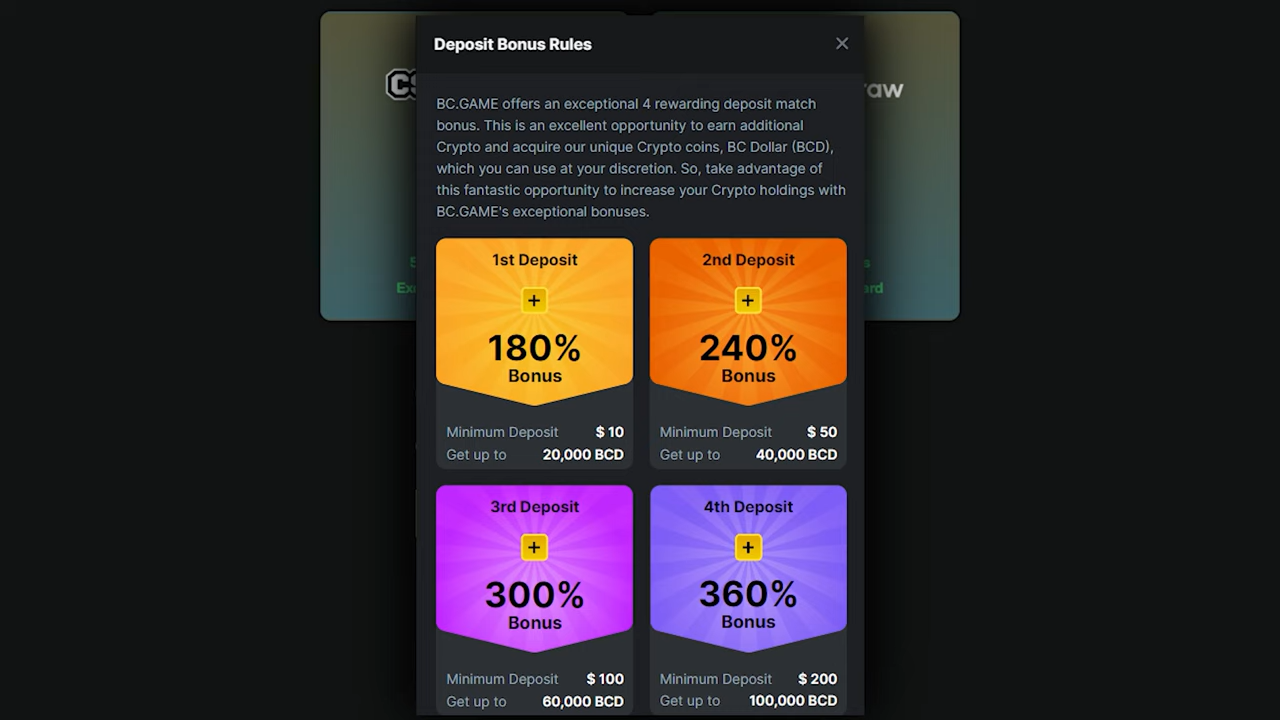 Deposit Bonus Rules
BC.GAME offers an exceptional 4 rewarding deposit match
bonus. This is an excellent opportunity to earn additional
Crypto and acquire our unique Crypto coins, BC Dollar (BCD),
which you can use at your discretion. So, take advantage of
this fantastic opportunity to increase your Crypto holdings with
BC.GAME's exceptional bonuses.
1st Deposit
+
180%
Bonus
Minimum Deposit $ 10
Get up to 20,000 BCD
2nd Deposit
+
240%
Bonus
Minimum Deposit $ 50
Get up to 40,000 BCD
3rd Deposit
+
300%
Bonus
Minimum Deposit $ 100
Get up to 60,000 BCD
4th Deposit
+
360%
Bonus
Minimum Deposit $ 200
Get up to 100,000 BCD